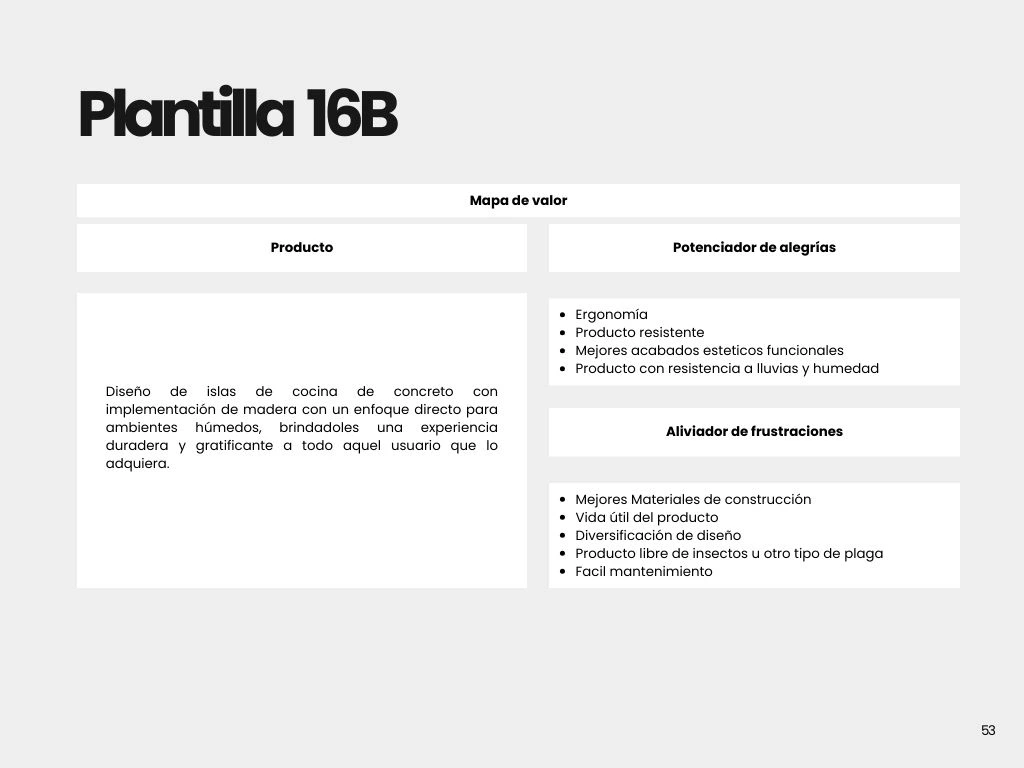 Plantilla 16B
Mapa de valor
Producto
Diseño de islas de cocina de concreto con
implementación de madera con un enfoque directo para
ambientes húmedos, brindadoles una experiencia
duradera y gratificante a todo aquel usuario que lo
adquiera.
Potenciador de alegrías
• Ergonomía
• Producto resistente
• Mejores acabados esteticos funcionales
• Producto con resistencia a lluvias y humedad
Aliviador de frustraciones
• Mejores Materiales de construcción
• Vida útil del producto
• Diversificación de diseño
• Producto libre de insectos u otro tipo de plaga
• Facil mantenimiento
53